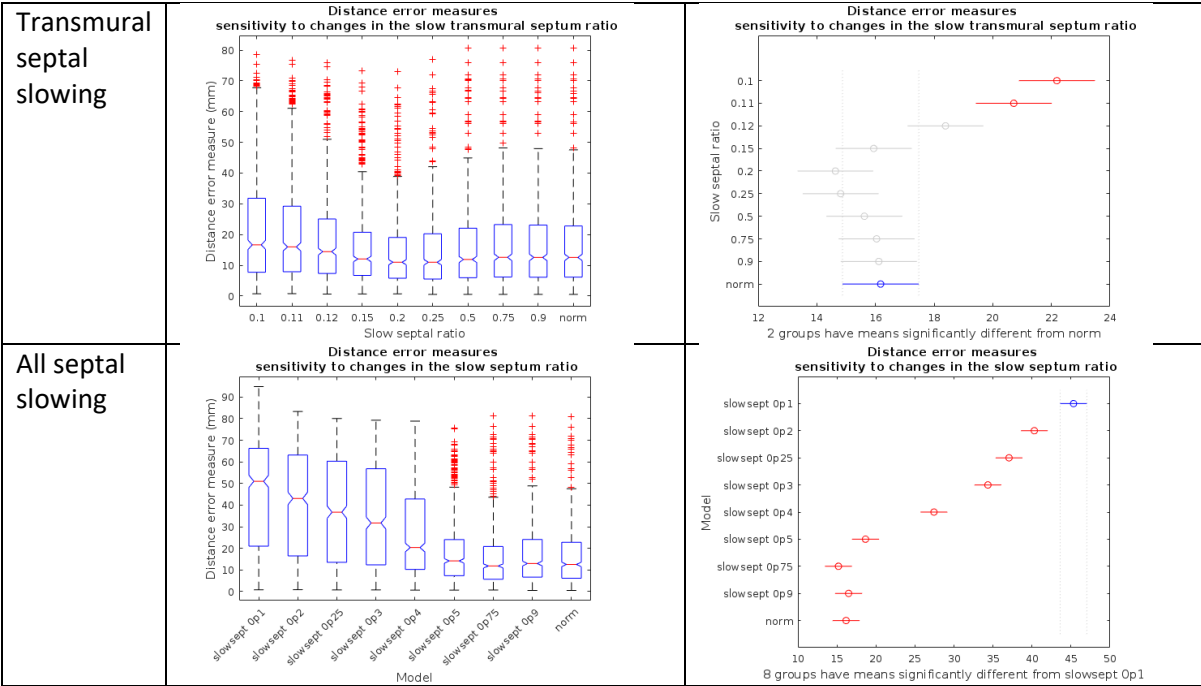 Transmural
septal
slowing
Distance error measures
sensitivity to changes in the slow transmural septum ratio
Distance error measure (mm)
80
70
60
50
40
30
20
10
0
0.1 0.11 0.12 0.15 0.2 0.25 0.5 0.75 0.9 norm
Slow septal ratio
Distance error measures
sensitivity to changes in the slow transmural septum ratio
Slow septal ratio
0.1
0.11
0.12
0.15
0.2
0.25
0.5
0.75
0.9
norm
12 14 16 18 20 22 24
2 groups have means significantly different from norm
All septal
slowing
Distance error measures
sensitivity to changes in the slow septum ratio
Distance error measure (mm)
90
80
70
60
50
40
30
20
10
0
slowsept 0p1 slowsept 0p2 slowsept 0p25 slowsept 0p3 slowsept 0p4 slowsept 0p5 slowsept 0p75 slowsept 0p9 norm
Model
Distance error measures
sensitivity to changes in the slow septum ratio
Model
slowsept 0p1
slowsept 0p2
slowsept 0p25
slowsept 0p3
slowsept 0p4
slowsept 0p5
slowsept 0p75
slowsept 0p9
norm
10 15 20 25 30 35 40 45 50
8 groups have means significantly different from slowsept 0p1